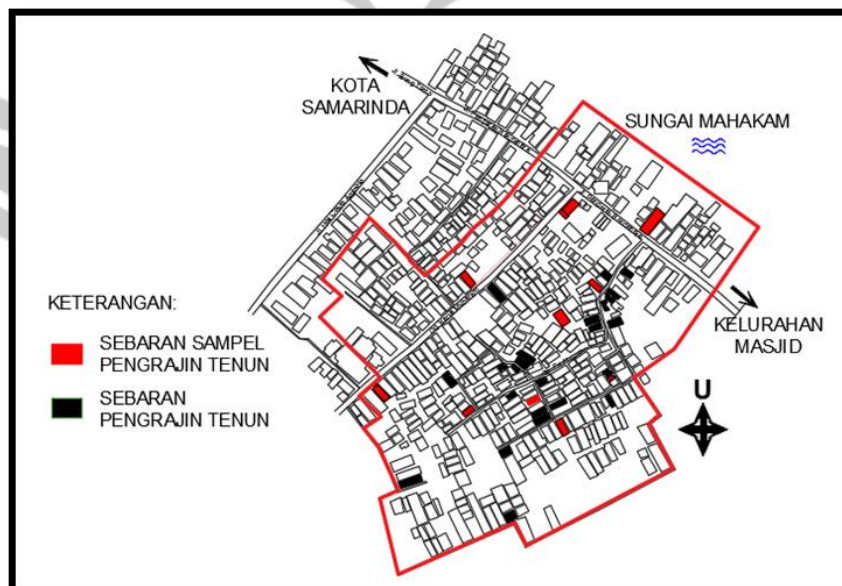 KOTA
SAMARINDA
SUNGAI MAHAKAM
KETERANGAN:
SEBARAN SAMPEL
PENGRAJIN TENUN
SEBARAN
PENGRAJIN TENUN
KELURAHAN
MASJID
U